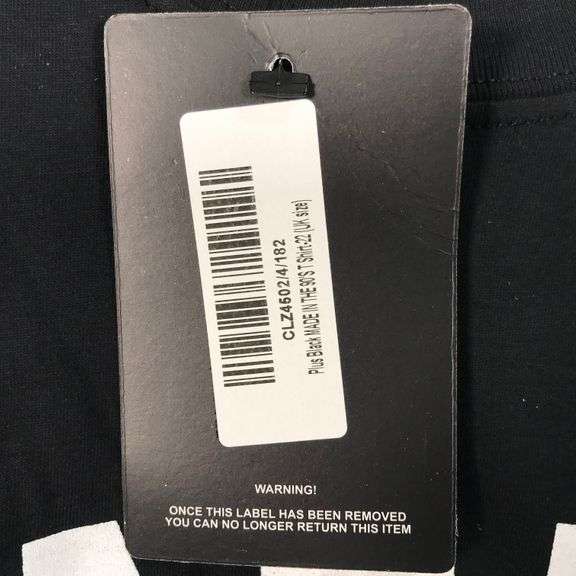 CLZ4502/4/182
Plus Black MADE IN THE 90'S T Shirt-22 (UK size)
WARNING!
ONCE THIS LABEL HAS BEEN REMOVED
YOU CAN NO LONGER RETURN THIS ITEM